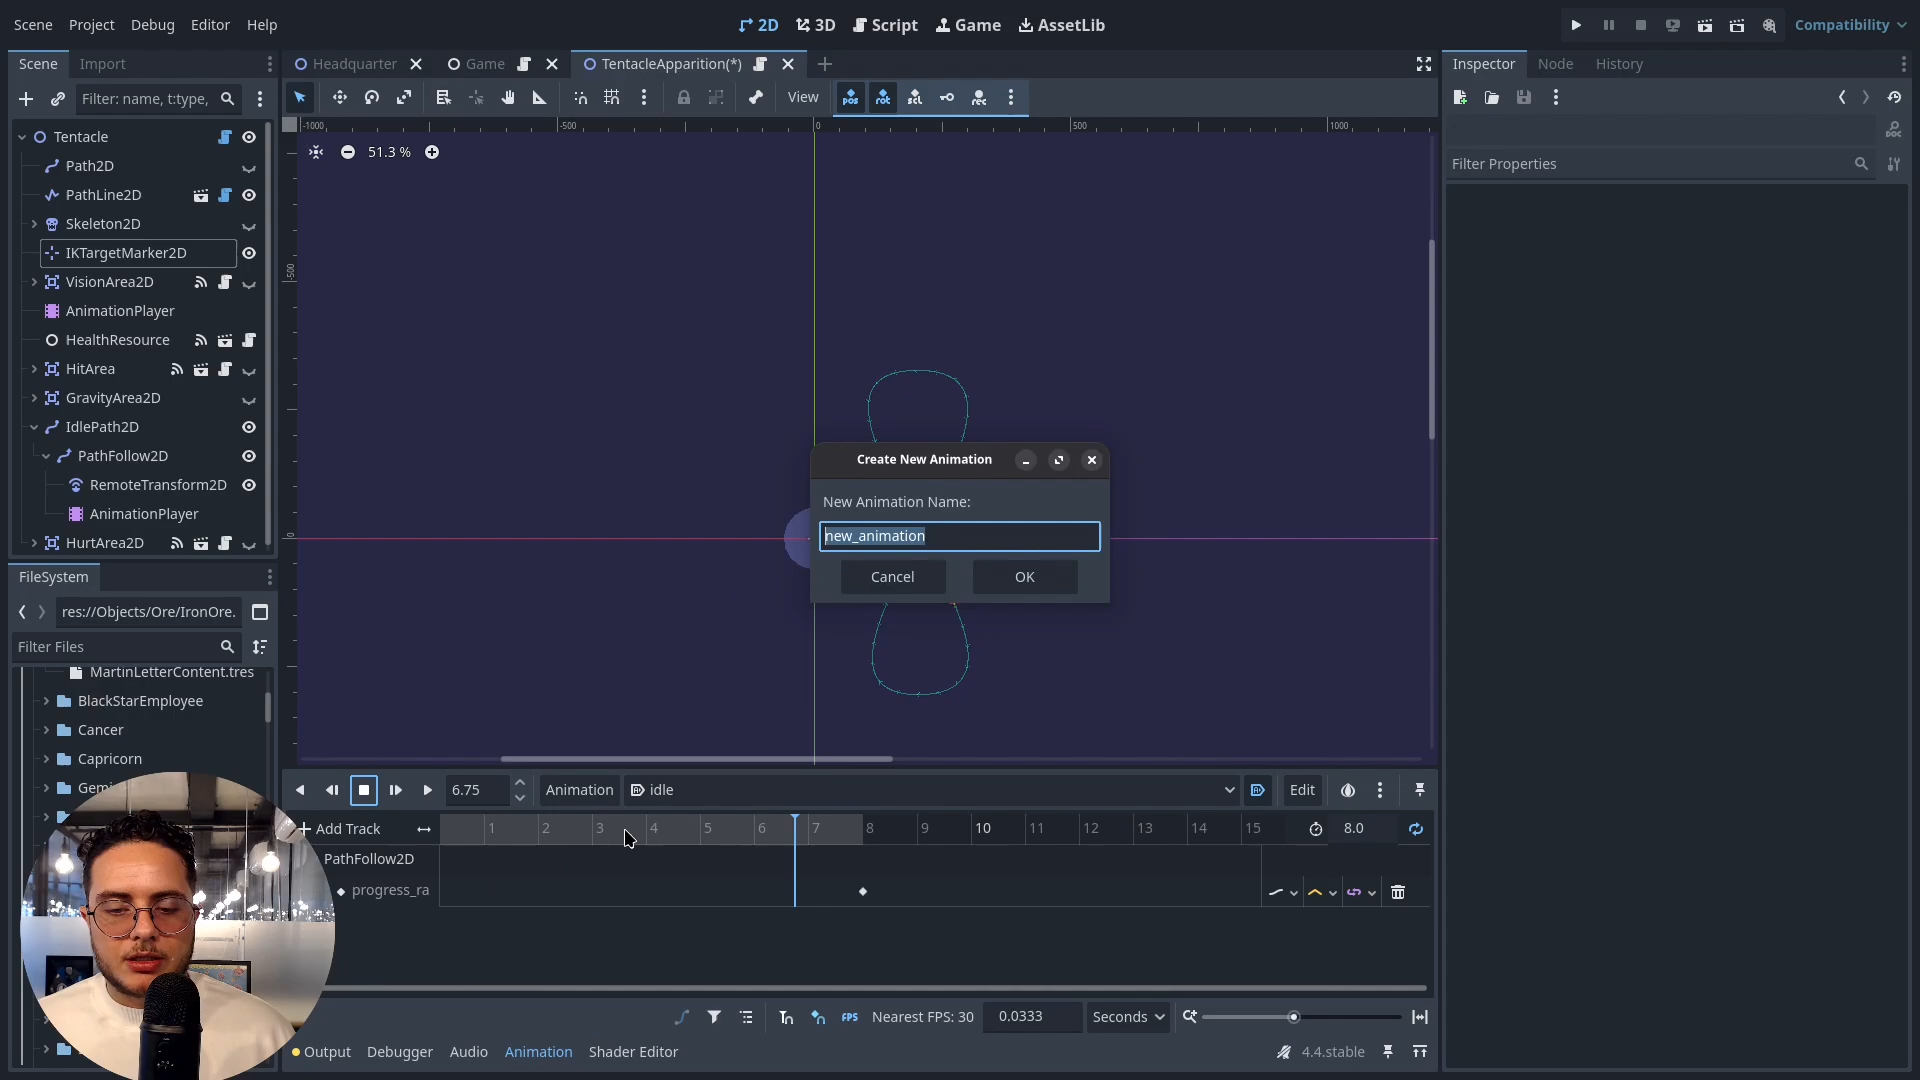 Scene Project Debug Editor Help
2D 3D Script Game AssetLib
Compatibility
Scene Import
Headquarter Game TentacleApparition(*)
Inspector Node History
Filter: name, t:type,
View
Filter Properties
DOC
-1000 -500 0 500 1000
51.3 %
-500
0
Tentacle
Path2D
PathLine2D
Skeleton2D
IKTargetMarker2D
VisionArea2D
AnimationPlayer
HealthResource
HitArea
GravityArea2D
IdlePath2D
PathFollow2D
RemoteTransform2D
AnimationPlayer
HurtArea2D
Create New Animation
New Animation Name:
new_animation
Cancel OK
FileSystem
res://Objects/Ore/IronOre.
Filter Files
MartinLetterContent.tres
BlackStarEmployee
Cancer
Capricorn
Gemi
6.75 Animation idle Edit
Add Track 1 2 3 4 5 6 7 8 9 10 11 12 13 14 15 8.0
PathFollow2D
progress_ra
FPS Nearest FPS: 30 0.0333 Seconds
Output Debugger Audio Animation Shader Editor 4.4.stable